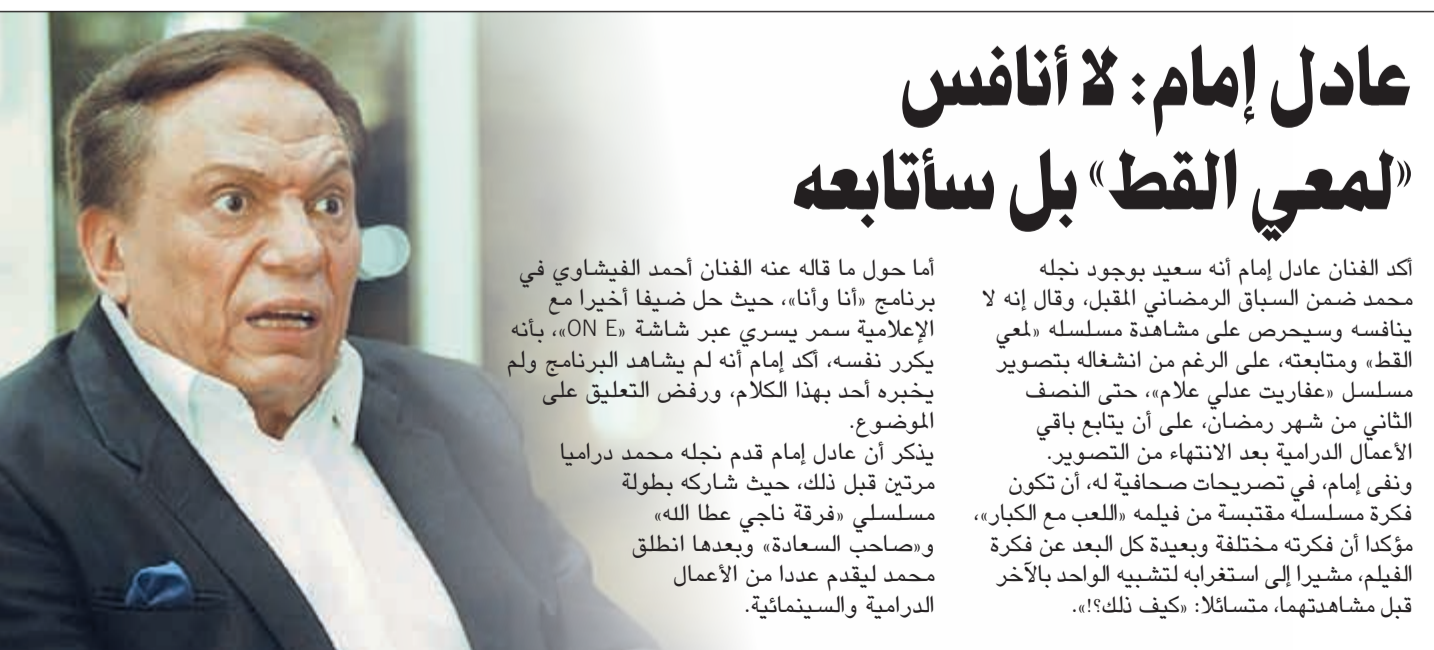 عادل إمام: لا أنافس
«لمعي القط» بل سأتابعه
أكد الفنان عادل إمام أنه سعيد بوجود نجله
محمد ضمن السباق الرمضاني المقبل، وقال إنه لا
ينافسه وسيحرص على مشاهدة مسلسله «لمعي
القط» ومتابعته، على الرغم من انشغاله بتصوير
مسلسل «عفاريت عدلي علام»، حتى النصف
الثاني من شهر رمضان، على أن يتابع باقي
الأعمال الدرامية بعد الانتهاء من التصوير.
ونفى إمام، في تصريحات صحافية له، أن تكون
فكرة مسلسله مقتبسة من فيلمه «اللعب مع الكبار»،
مؤكدا أن فكرته مختلفة وبعيدة كل البعد عن فكرة
الفيلم، مشيرا إلى استغرابه لتشبيه الواحد بالآخر
قبل مشاهدتهما، متسائلا: «كيف ذلك؟!».
أما حول ما قاله عنه الفنان أحمد الفيشاوي في
برنامج «أنا وأنا»، حيث حل ضيفا أخيرا مع
الإعلامية سمر يسري عبر شاشة «ON E»، بأنه
يكرر نفسه، أكد إمام أنه لم يشاهد البرنامج ولم
يخبره أحد بهذا الكلام، ورفض التعليق على
الموضوع.
يذكر أن عادل إمام قدم نجله محمد دراميا
مرتين قبل ذلك، حيث شاركه بطولة
مسلسلي «فرقة ناجي عطا الله»
و«صاحب السعادة» وبعدها انطلق
محمد ليقدم عددا من الأعمال
الدرامية والسينمائية.